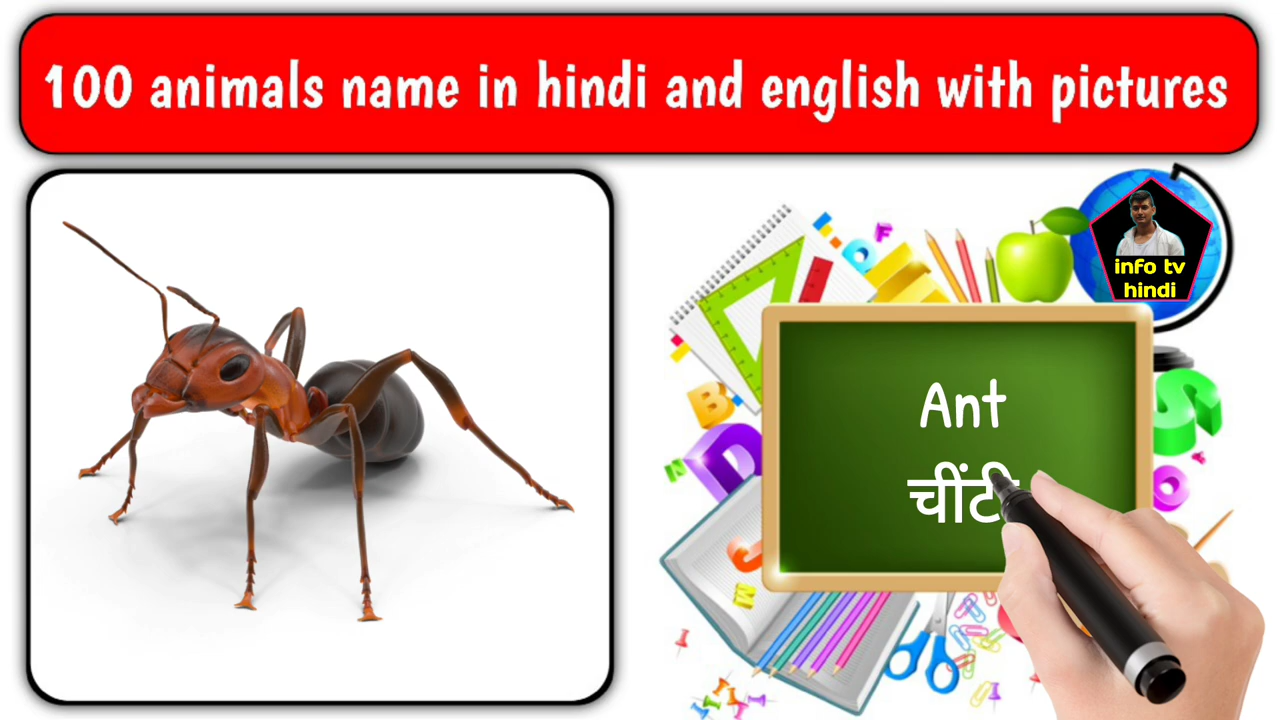 100 animals name in hindi and english with pictures
info tv
hindi
Ant
चींटी